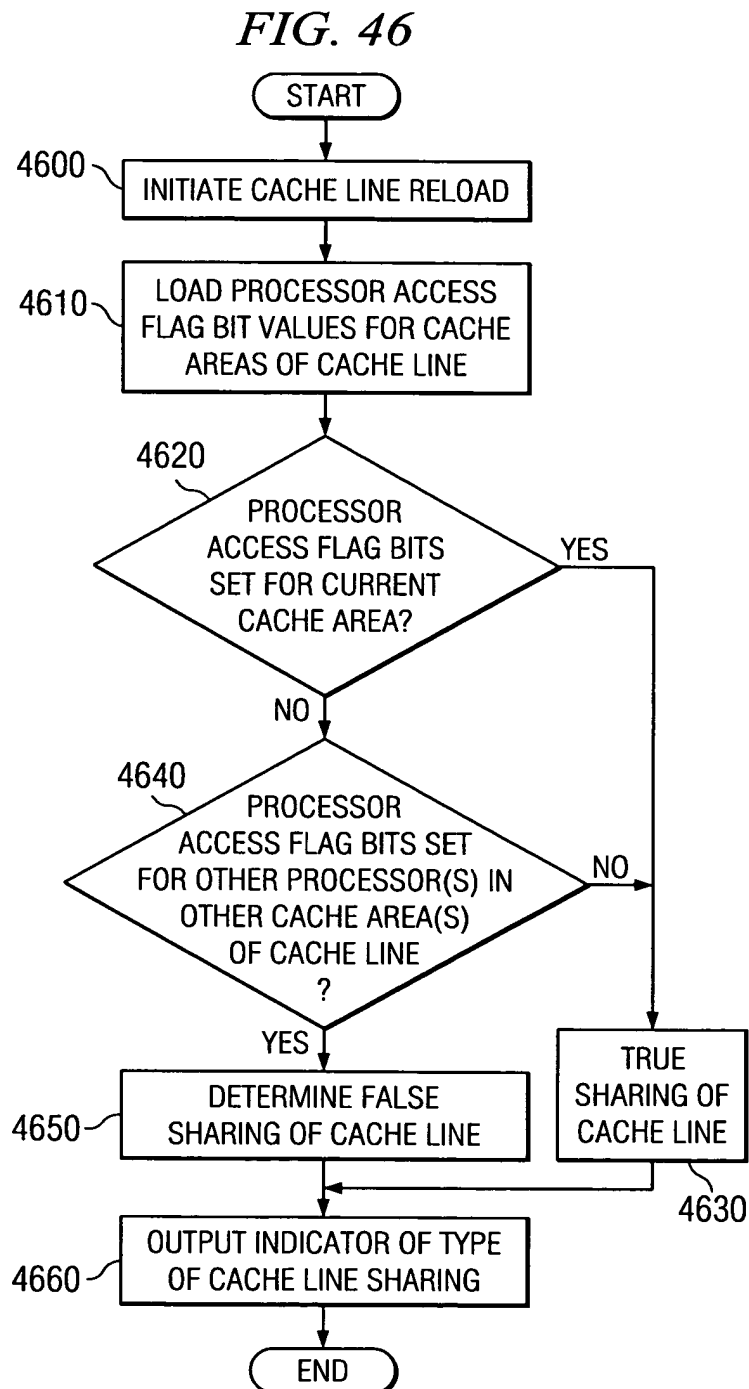 FIG. 46
START
4600
INITIATE CACHE LINE RELOAD
4610
LOAD PROCESSOR ACCESS
FLAG BIT VALUES FOR CACHE
AREAS OF CACHE LINE
4620
PROCESSOR
ACCESS FLAG BITS
SET FOR CURRENT
CACHE AREA?
YES
NO
4640
PROCESSOR
ACCESS FLAG BITS SET
FOR OTHER PROCESSOR(S) IN
OTHER CACHE AREA(S)
OF CACHE LINE
?
NO
YES
4650
DETERMINE FALSE
SHARING OF CACHE LINE
TRUE
SHARING OF
CACHE LINE
4630
4660
OUTPUT INDICATOR OF TYPE
OF CACHE LINE SHARING
END